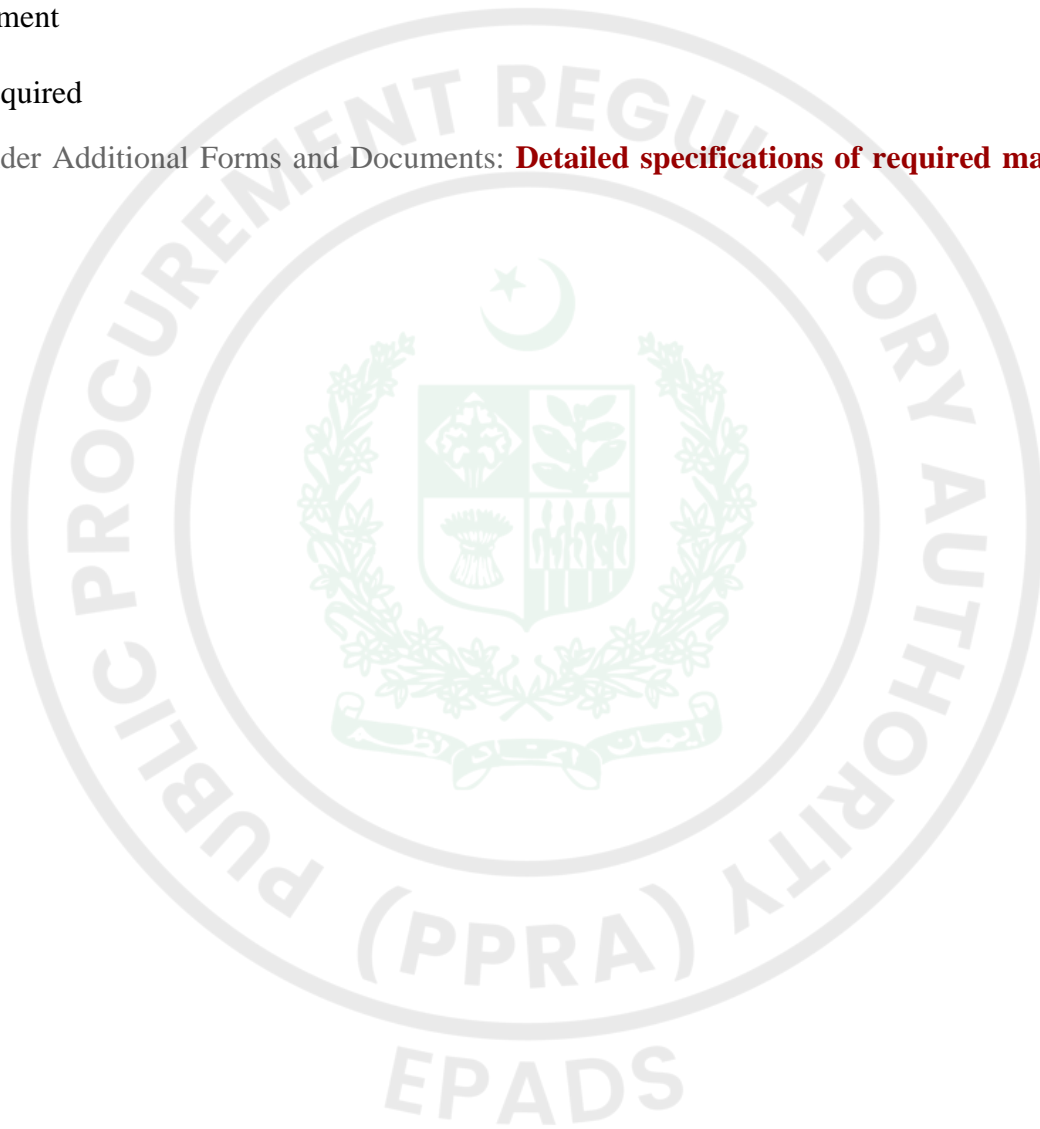 ment
quired
der Additional Forms and Documents: Detailed specifications of required ma
PUBLIC PROCUREMENT REGULATORY AUTHORITY
(PPRA)
EPADS